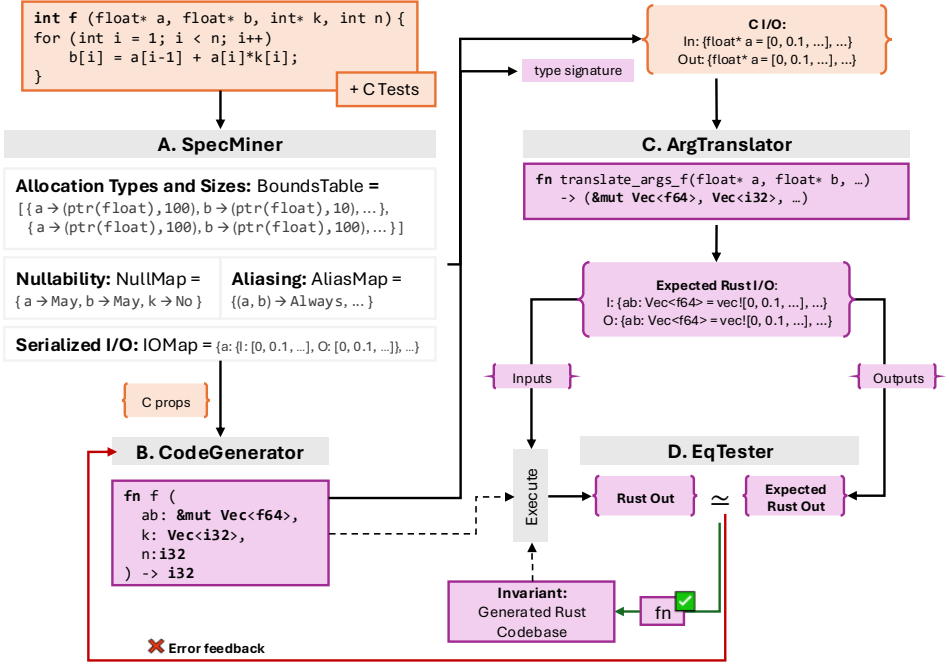 int f (float* a, float* b, int* k, int n) {
for (int i = 1; i < n; i++)
b[i] = a[i-1] + a[i]*k[i];
}
+ C Tests
A. SpecMiner
Allocation Types and Sizes: BoundsTable =
[ { a → (ptr(float), 100), b → (ptr(float), 10), ... },
{ a → (ptr(float), 100), b → (ptr(float), 100), ... } ]
Nullability: NullMap =
{ a → May, b → May, k → No }
Aliasing: AliasMap =
{(a, b) → Always, ... }
Serialized I/O: IOMap = {a: {I: [0, 0.1, ...], O: [0, 0.1, ...]}, ...}
C props
B. CodeGenerator
fn f (
ab: &mut Vec<f64>,
k: Vec<i32>,
n:i32
) -> i32
❌ Error feedback
C I/O:
In: {float* a = [0, 0.1, ...], ...}
Out: {float* a = [0, 0.1, ...], ...}
type signature
C. ArgTranslator
fn translate_args_f(float* a, float* b, …)
-> (&mut Vec<f64>, Vec<i32>, …)
Expected Rust I/O:
I: {ab: Vec<f64> = vec![0, 0.1, ...], ...}
O: {ab: Vec<f64> = vec![0, 0.1, ...], ...}
Inputs
Outputs
D. EqTester
Execute
Rust Out
≃
Expected
Rust Out
Invariant:
Generated Rust
Codebase
fn ✅